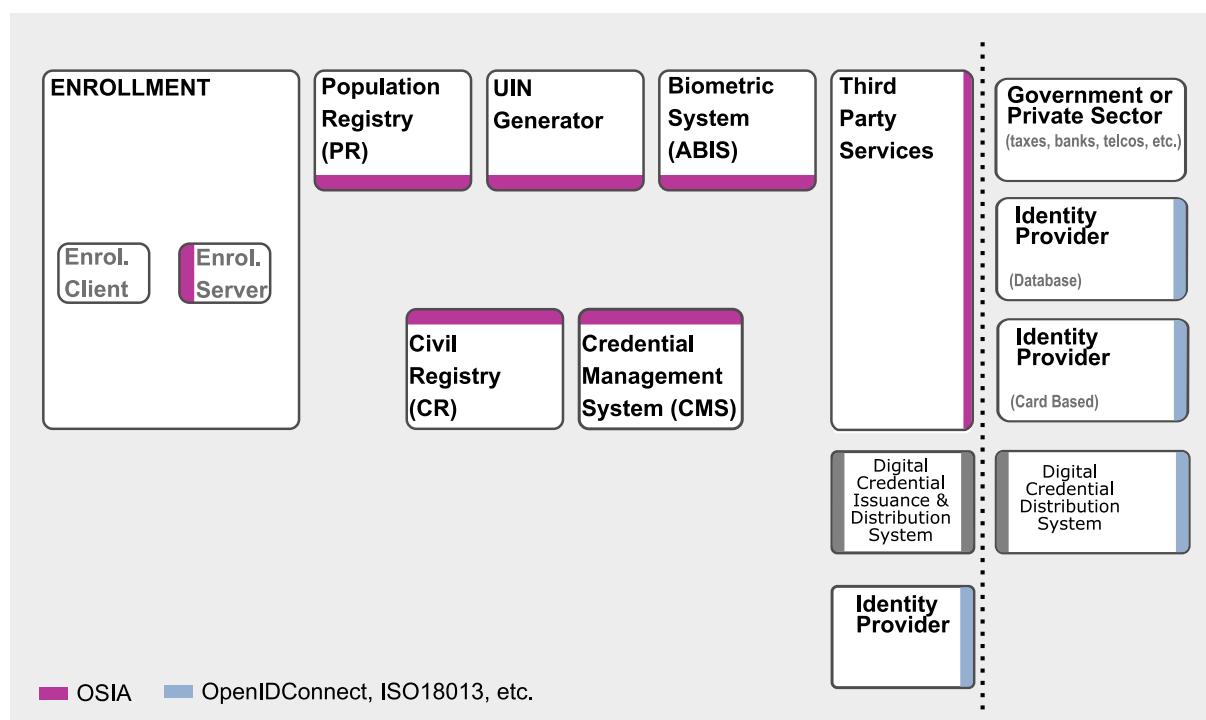 ENROLLMENT
Enrol.
Client
Enrol.
Server
Population
Registry
(PR)
UIN
Generator
Biometric
System
(ABIS)
Third
Party
Services
Government or
Private Sector
(taxes, banks, telcos, etc.)
Identity
Provider
(Database)
Civil
Registry
(CR)
Credential
Management
System (CMS)
Identity
Provider
(Card Based)
Digital
Credential
Issuance &
Distribution
System
Digital
Credential
Distribution
System
Identity
Provider
OSIA
OpenIDConnect, ISO18013, etc.